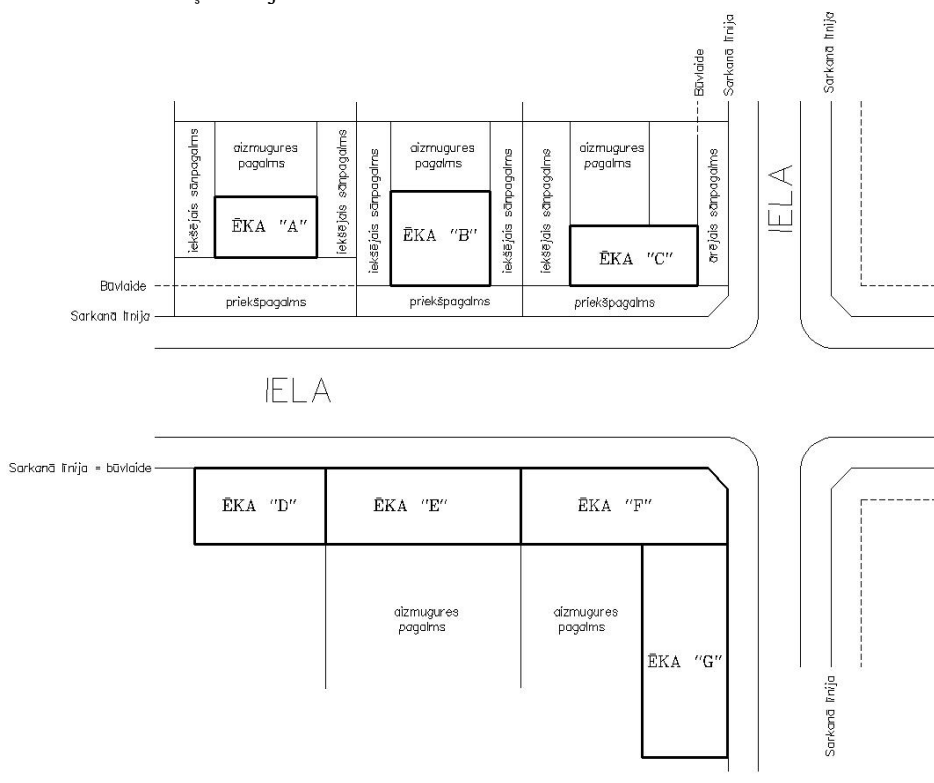 Būvlaide
Sarkanā līnija
Sarkanā līnija
iekšējais sānpagalms
aizmugures
pagalms
iekšējais sānpagalms
iekšējais sānpagalms
aizmugures
pagalms
iekšējais sānpagalms
iekšējais sānpagalms
aizmugures
pagalms
ārējais sānpagalms
IELA
ĒKA "A"
ĒKA "B"
ĒKA "C"
Būvlaide
priekšpagalms
priekšpagalms
priekšpagalms
Sarkanā līnija
IELA
Sarkanā līnija = būvlaide
ĒKA "D"
ĒKA "E"
ĒKA "F"
aizmugures
pagalms
aizmugures
pagalms
ĒKA "G"
Sarkanā līnija